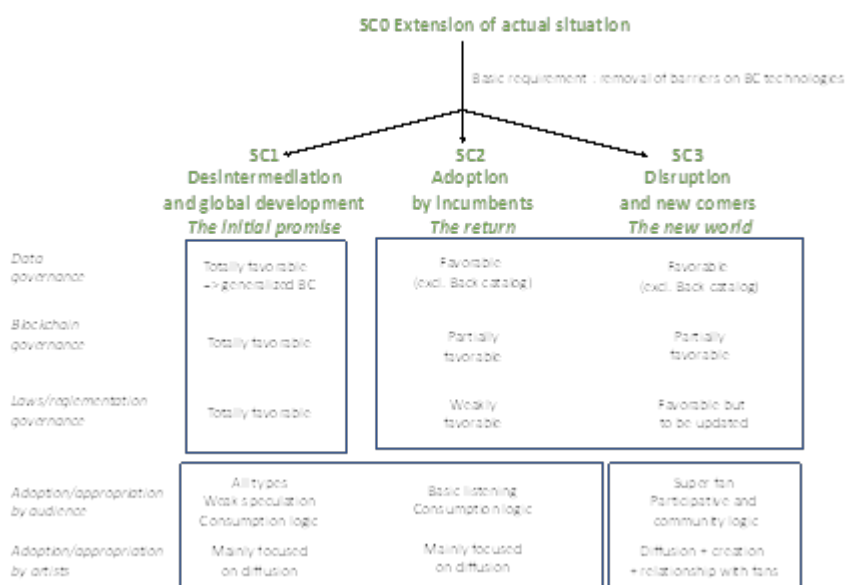 SC0 Extension of actual situation
Basic requirement : removal of barriers on BC technologies
SC1
Desintermediation
and global development
The initial promise
SC2
Adoption
by incumbents
The return
SC3
Disruption
and new comers
The new world
Data
governance
Totally favorable
=> generalized BC
Favorable
(excl. Back catalog)
Favorable
(excl. Back catalog)
Blockchain
governance
Totally favorable
Partially
favorable
Partially
favorable
Laws/reglementation
governance
Totally favorable
Weakly
favorable
Favorable but
to be updated
Adoption/appropriation
by audience
All types
Weak speculation
Consumption logic
Basic listening
Consumption logic
Super fan
Participative and
community logic
Adoption/appropriation
by artists
Mainly focused
on diffusion
Mainly focused
on diffusion
Diffusion + creation
+ relationship with fans